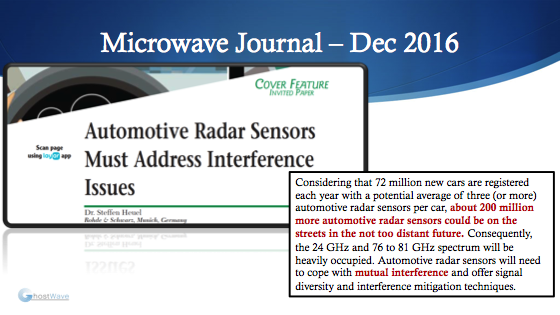 Microwave Journal – Dec 2016
COVER FEATURE
INVITED PAPER
Scan page
using layar app
Automotive Radar Sensors
Must Address Interference
Issues
Dr. Steffen Heuel
Rohde & Schwarz, Munich, Germany
Considering that 72 million new cars are registered
each year with a potential average of three (or more)
automotive radar sensors per car, about 200 million
more automotive radar sensors could be on the
streets in the not too distant future. Consequently,
the 24 GHz and 76 to 81 GHz spectrum will be
heavily occupied. Automotive radar sensors will need
to cope with mutual interference and offer signal
diversity and interference mitigation techniques.
GhostWave